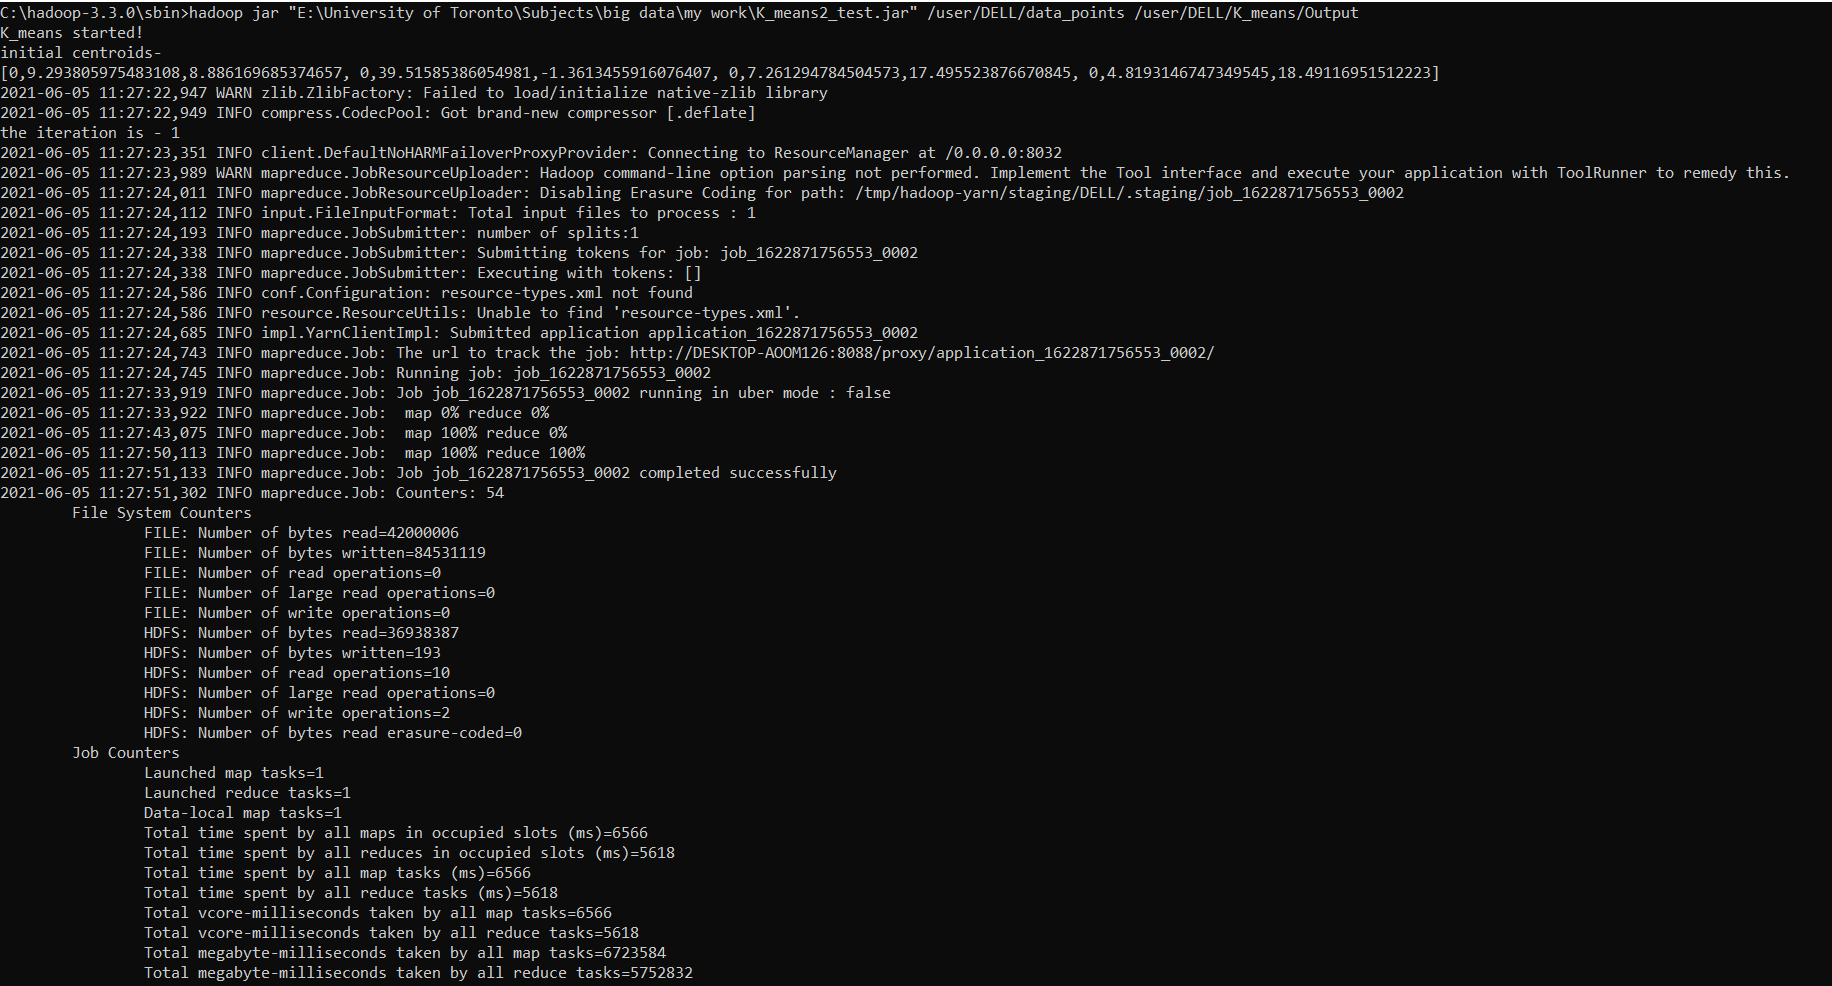 C:\hadoop-3.3.0\sbin>hadoop jar "E:\University of Toronto\Subjects\big data\my work\K_means2_test.jar" /user/DELL/data_points /user/DELL/K_means/Output
K_means started!
initial centroids-
[0,9.293805975483108,8.886169685374657, 0,39.51585386054981,-1.3613455916076407, 0,7.261294784504573,17.495523876670845, 0,4.8193146747349545,18.49116951512223]
2021-06-05 11:27:22,947 WARN zlib.ZlibFactory: Failed to load/initialize native-zlib library
2021-06-05 11:27:22,949 INFO compress.CodecPool: Got brand-new compressor [.deflate]
the iteration is - 1
2021-06-05 11:27:23,351 INFO client.DefaultNoHARMFailoverProxyProvider: Connecting to ResourceManager at /0.0.0.0:8032
2021-06-05 11:27:23,989 WARN mapreduce.JobResourceUploader: Hadoop command-line option parsing not performed. Implement the Tool interface and execute your application with ToolRunner to remedy this.
2021-06-05 11:27:24,011 INFO mapreduce.JobResourceUploader: Disabling Erasure Coding for path: /tmp/hadoop-yarn/staging/DELL/.staging/job_1622871756553_0002
2021-06-05 11:27:24,112 INFO input.FileInputFormat: Total input files to process : 1
2021-06-05 11:27:24,193 INFO mapreduce.JobSubmitter: number of splits:1
2021-06-05 11:27:24,338 INFO mapreduce.JobSubmitter: Submitting tokens for job: job_1622871756553_0002
2021-06-05 11:27:24,338 INFO mapreduce.JobSubmitter: Executing with tokens: []
2021-06-05 11:27:24,586 INFO conf.Configuration: resource-types.xml not found
2021-06-05 11:27:24,586 INFO resource.ResourceUtils: Unable to find 'resource-types.xml'.
2021-06-05 11:27:24,685 INFO impl.YarnClientImpl: Submitted application application_1622871756553_0002
2021-06-05 11:27:24,743 INFO mapreduce.Job: The url to track the job: http://DESKTOP-AOOM126:8088/proxy/application_1622871756553_0002/
2021-06-05 11:27:24,745 INFO mapreduce.Job: Running job: job_1622871756553_0002
2021-06-05 11:27:33,919 INFO mapreduce.Job: Job job_1622871756553_0002 running in uber mode : false
2021-06-05 11:27:33,922 INFO mapreduce.Job:  map 0% reduce 0%
2021-06-05 11:27:43,075 INFO mapreduce.Job:  map 100% reduce 0%
2021-06-05 11:27:50,113 INFO mapreduce.Job:  map 100% reduce 100%
2021-06-05 11:27:51,133 INFO mapreduce.Job: Job job_1622871756553_0002 completed successfully
2021-06-05 11:27:51,302 INFO mapreduce.Job: Counters: 54
File System Counters
FILE: Number of bytes read=42000006
FILE: Number of bytes written=84531119
FILE: Number of read operations=0
FILE: Number of large read operations=0
FILE: Number of write operations=0
HDFS: Number of bytes read=36938387
HDFS: Number of bytes written=193
HDFS: Number of read operations=10
HDFS: Number of large read operations=0
HDFS: Number of write operations=2
HDFS: Number of bytes read erasure-coded=0
Job Counters
Launched map tasks=1
Launched reduce tasks=1
Data-local map tasks=1
Total time spent by all maps in occupied slots (ms)=6566
Total time spent by all reduces in occupied slots (ms)=5618
Total time spent by all map tasks (ms)=6566
Total time spent by all reduce tasks (ms)=5618
Total vcore-milliseconds taken by all map tasks=6566
Total vcore-milliseconds taken by all reduce tasks=5618
Total megabyte-milliseconds taken by all map tasks=6723584
Total megabyte-milliseconds taken by all reduce tasks=5752832